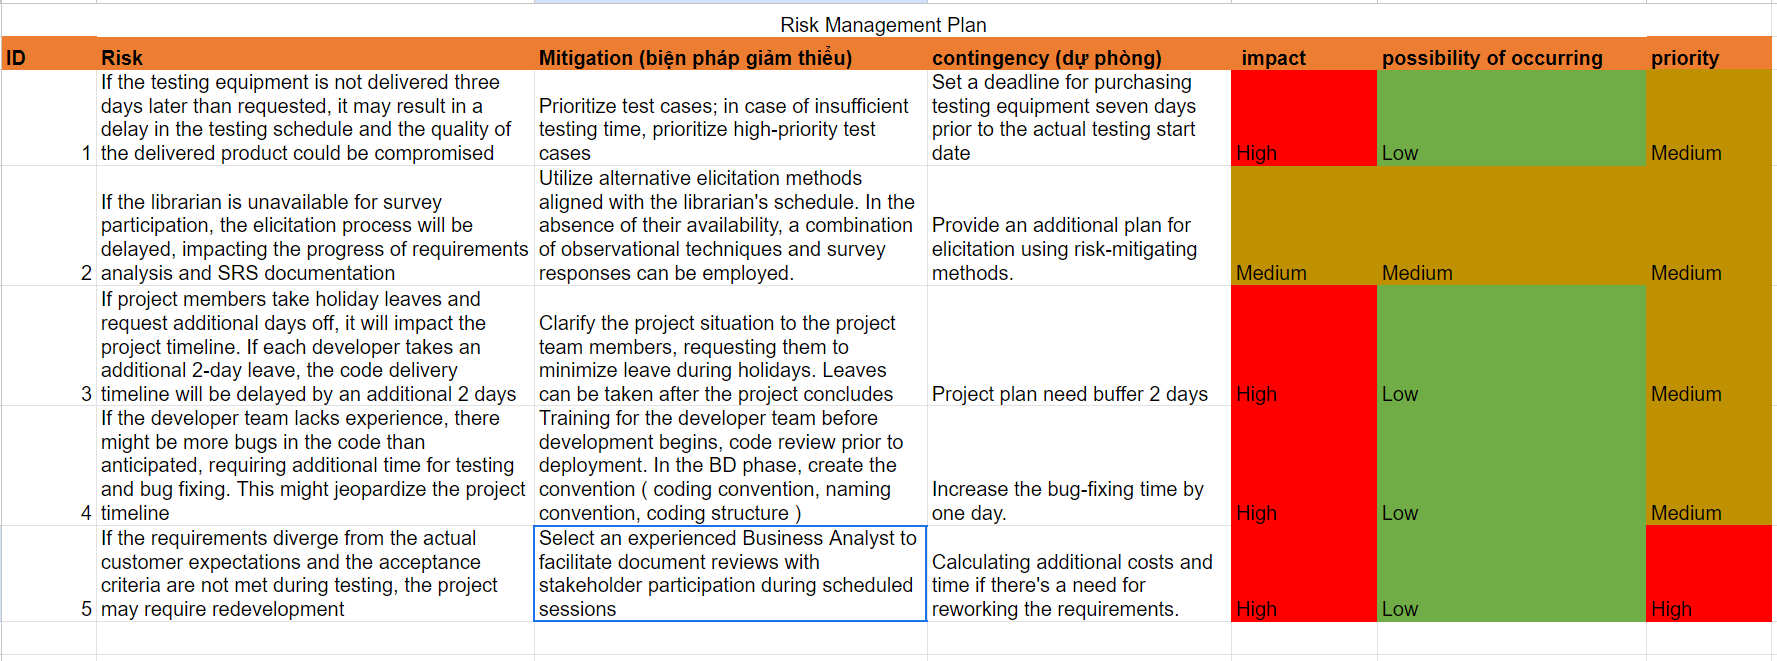 Risk Management Plan
ID Risk Mitigation (biện pháp giảm thiểu) contingency (dự phòng) impact possibility of occurring priority
If the testing equipment is not delivered three
days later than requested, it may result in a
delay in the testing schedule and the quality of
1 the delivered product could be compromised
Prioritize test cases; in case of insufficient
testing time, prioritize high-priority test
cases
Set a deadline for purchasing
testing equipment seven days
prior to the actual testing start
date
High
Low
Medium
If the librarian is unavailable for survey
participation, the elicitation process will be
delayed, impacting the progress of requirements
2 analysis and SRS documentation
Utilize alternative elicitation methods
aligned with the librarian's schedule. In the
absence of their availability, a combination
of observational techniques and survey
responses can be employed.
Provide an additional plan for
elicitation using risk-mitigating
methods.
Medium
Medium
Medium
If project members take holiday leaves and
request additional days off, it will impact the
project timeline. If each developer takes an
additional 2-day leave, the code delivery
3 timeline will be delayed by an additional 2 days
Clarify the project situation to the project
team members, requesting them to
minimize leave during holidays. Leaves
can be taken after the project concludes
Project plan need buffer 2 days
High
Low
Medium
If the developer team lacks experience, there
might be more bugs in the code than
anticipated, requiring additional time for testing
and bug fixing. This might jeopardize the project
4 timeline
Training for the developer team before
development begins, code review prior to
deployment. In the BD phase, create the
convention ( coding convention, naming
convention, coding structure )
Increase the bug-fixing time by
one day.
High
Low
Medium
If the requirements diverge from the actual
customer expectations and the acceptance
criteria are not met during testing, the project
5 may require redevelopment
Select an experienced Business Analyst to
facilitate document reviews with
stakeholder participation during scheduled
sessions
Calculating additional costs and
time if there's a need for
reworking the requirements.
High
Low
High